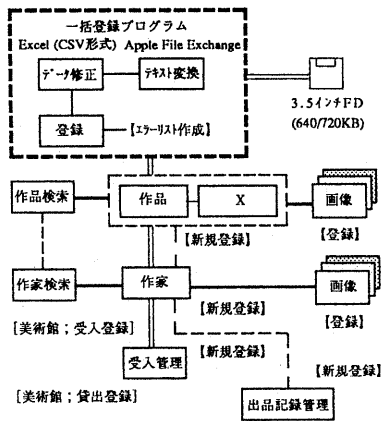 一括登録プログラム
Excel (CSV形式) Apple File Exchange
データ修正
テキスト変換
登録
【エラーリスト作成】
3.5インチFD
(640/720KB)
作品検索
作品
X
画像
【新規登録】
【登録】
作家検索
作家
画像
【新規登録】
【登録】
[美術館；受入登録】
受入管理
【新規登録】
【新規登録】
[美術館；貸出登録】
出品記録管理